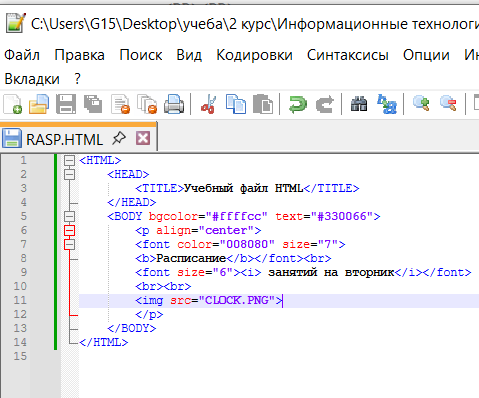 C:\Users\G15\Desktop\учеба\2 курс\Информационные технологи
Файл Правка Поиск Вид Кодировки Синтаксисы Опции Ин
Вкладки ?
RASP.HTML
1 <HTML>
2 <HEAD>
3 <TITLE>Учебный файл HTML</TITLE>
4 </HEAD>
5 <BODY bgcolor="#ffffcc" text="#330066">
6 <p align="center">
7 <font color="008080" size="7">
8 <b>Расписание</b></font><br>
9 <font size="6"><i> занятий на вторник</i></font>
10 <br><br>
11 <img src="CLOCK.PNG">
12 </p>
13 </BODY>
14 </HTML>
15